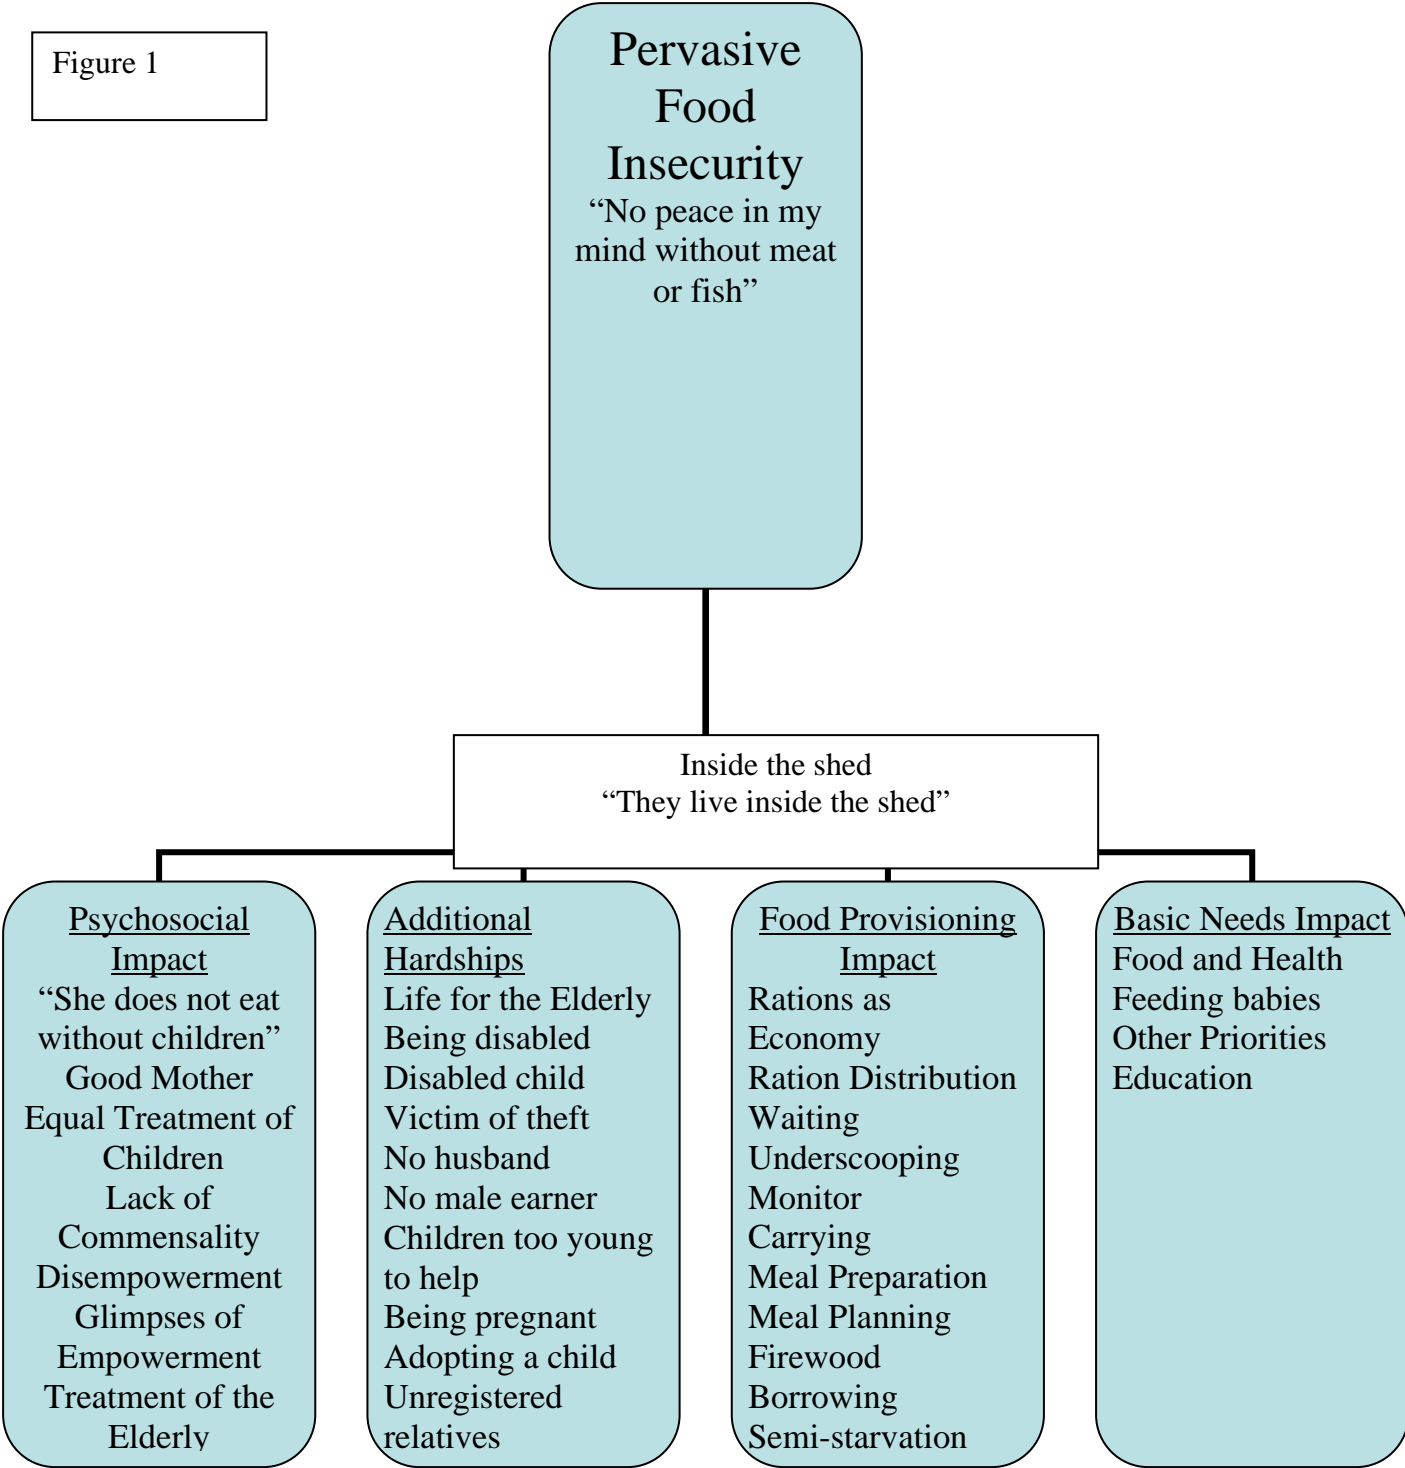 Figure 1
Pervasive
Food
Insecurity
“No peace in my
mind without meat
or fish”
Inside the shed
“They live inside the shed”
Psychosocial
Impact
“She does not eat
without children”
Good Mother
Equal Treatment of
Children
Lack of
Commensality
Disempowerment
Glimpses of
Empowerment
Treatment of the
Elderly
Additional
Hardships
Life for the Elderly
Being disabled
Disabled child
Victim of theft
No husband
No male earner
Children too young
to help
Being pregnant
Adopting a child
Unregistered
relatives
Food Provisioning
Impact
Rations as
Economy
Ration Distribution
Waiting
Underscooping
Monitor
Carrying
Meal Preparation
Meal Planning
Firewood
Borrowing
Semi-starvation
Basic Needs Impact
Food and Health
Feeding babies
Other Priorities
Education